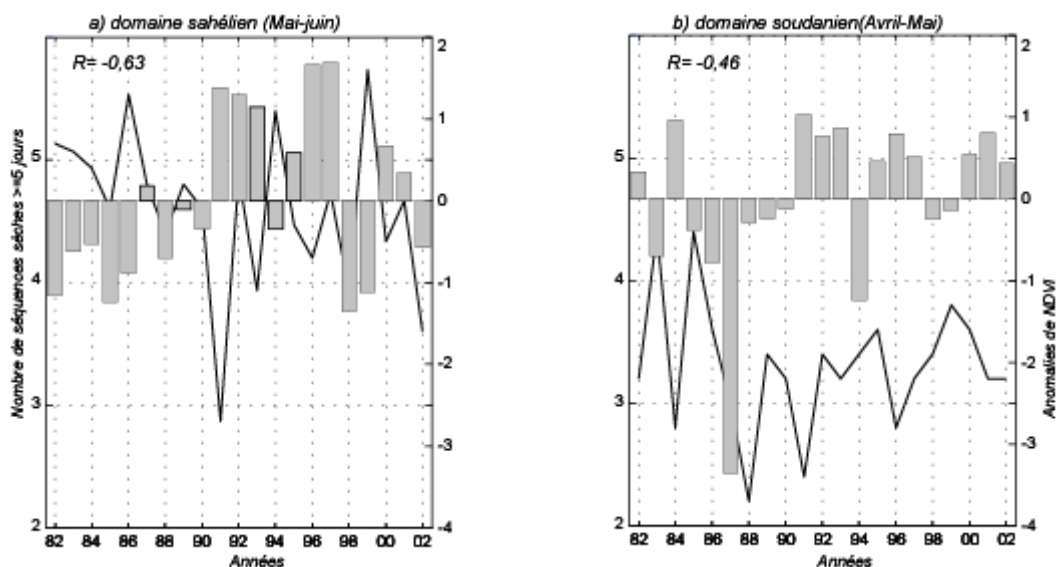 a) domaine sahélien (Mai-juin)
R= -0,63
Nombre de séquences sèches >=5 jours
5
4
3
2
2
1
0
-1
-2
-3
-4
82 84 86 88 90 92 94 96 98 00 02
Années
b) domaine soudanien(Avril-Mai)
R= -0,46
5
4
3
2
2
1
0
-1
-2
-3
-4
Anomalies de NDVI
82 84 86 88 90 92 94 96 98 00 02
Années